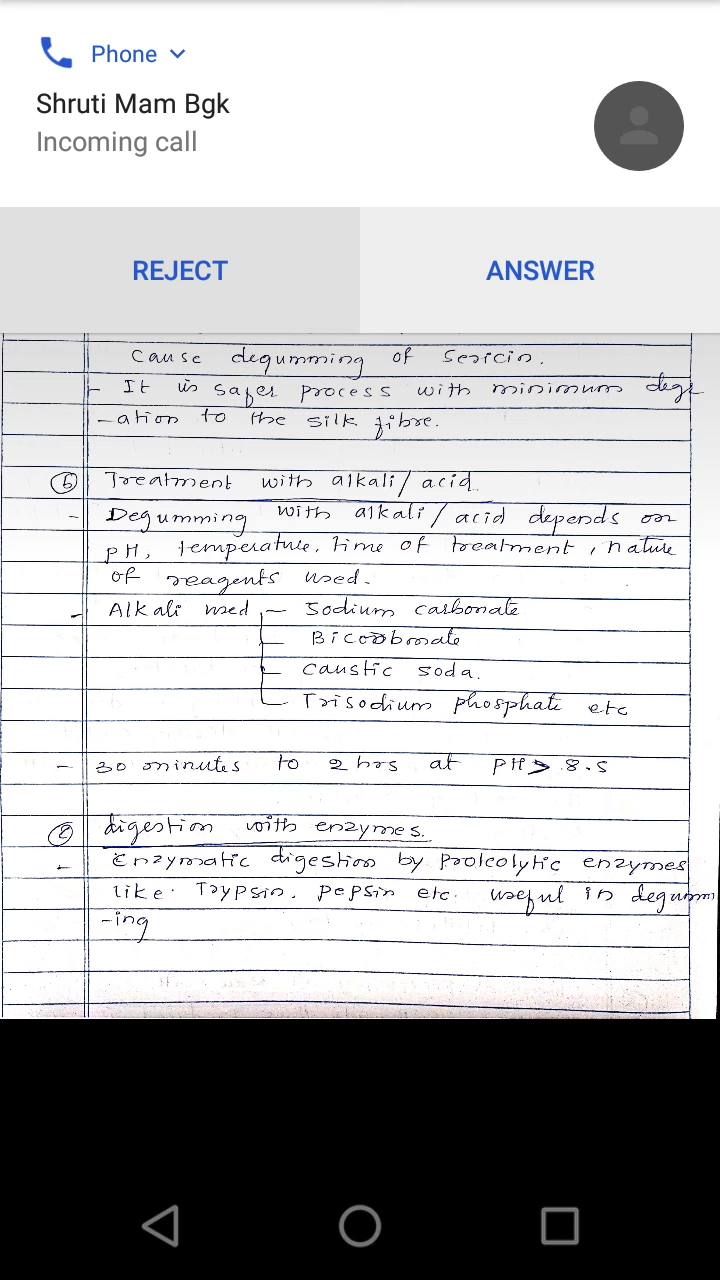 Phone
Shruti Mam Bgk
Incoming call
REJECT ANSWER
cause degumming of sericin.
- It is safer process with minimum degr
-ation to the silk fibre.
⑤ Treatment with alkali/acid
- Degumming with alkali/acid depends on
PH, temperature, time of treatment, nature
of reagents used.
- Alkali used - Sodium carbonate
Bicarbonate
caustic soda.
Trisodium phosphate etc
- 30 minutes to 2 hrs at PH > 8.5
② digestion with enzymes.
- Enzymatic digestion by Proleolytic enzymes
like Trypsin, pepsin etc. useful in degumm
-ing